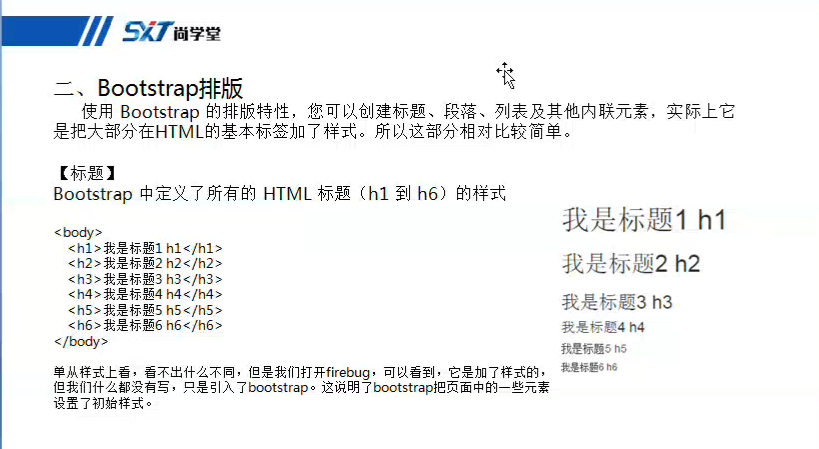 SXT尚学堂
二、Bootstrap排版
使用 Bootstrap 的排版特性，您可以创建标题、段落、列表及其他内联元素，实际上它
是把大部分在HTML的基本标签加了样式。所以这部分相对比较简单。
【标题】
Bootstrap 中定义了所有的 HTML 标题（h1 到 h6）的样式
<body>
<h1>我是标题1 h1</h1>
<h2>我是标题2 h2</h2>
<h3>我是标题3 h3</h3>
<h4>我是标题4 h4</h4>
<h5>我是标题5 h5</h5>
<h6>我是标题6 h6</h6>
</body>
我是标题1 h1
我是标题2 h2
我是标题3 h3
我是标题4 h4
我是标题5 h5
我是标题6 h6
单从样式上看，看不出什么不同，但是我们打开firebug，可以看到，它是加了样式的，
但我们什么都没有写，只是引入了bootstrap。这说明了bootstrap把页面中的一些元素
设置了初始样式。